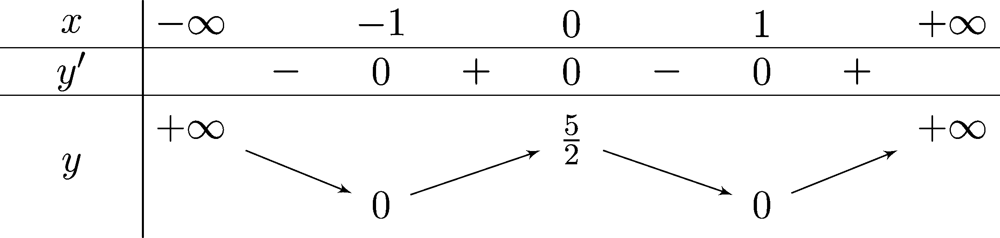 x −∞ −1 0 1 +∞
y′ − 0 + 0 − 0 +
+∞ 5/2 +∞
y
0 0